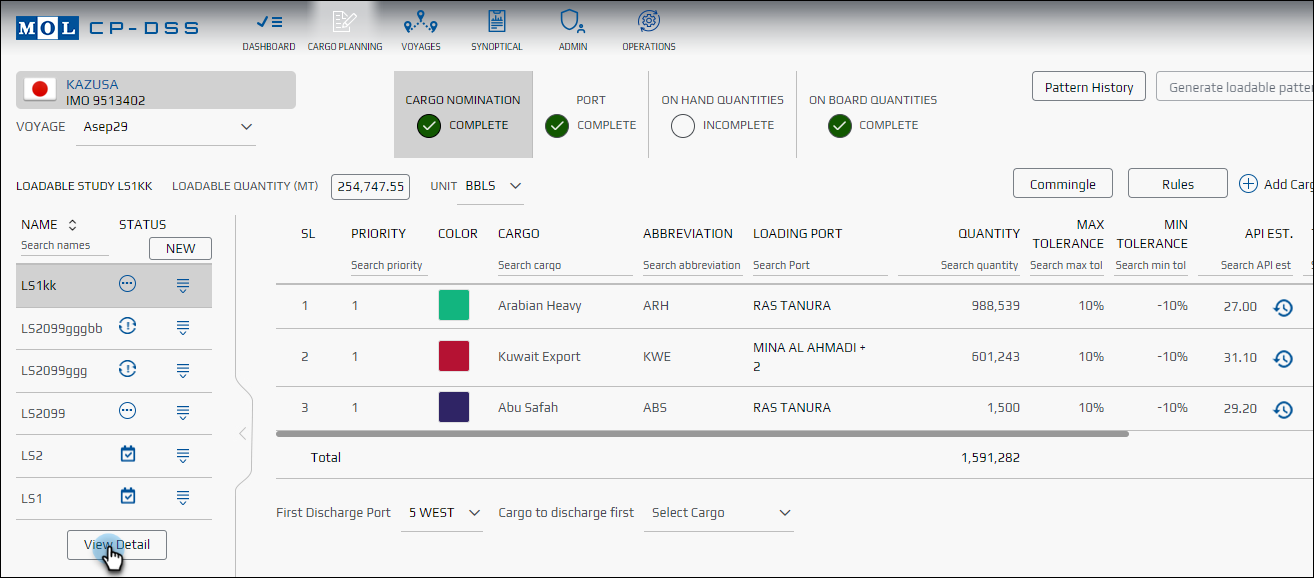 MOL CP-DSS
DASHBOARD CARGO PLANNING VOYAGES SYNOPTICAL ADMIN OPERATIONS
KAZUSA
IMO 9513402
VOYAGE Asep29
CARGO NOMINATION
COMPLETE
PORT
COMPLETE
ON HAND QUANTITIES
INCOMPLETE
ON BOARD QUANTITIES
COMPLETE
Pattern History Generate loadable patter
LOADABLE STUDY LS1KK LOADABLE QUANTITY (MT) 254,747.55 UNIT BBLS
Commingle Rules Add Carg
NAME STATUS
Search names NEW
LS1kk
LS2099gggbb
LS2099ggg
LS2099
LS2
LS1
View Detail
SL PRIORITY COLOR CARGO ABBREVIATION LOADING PORT QUANTITY MAX TOLERANCE MIN TOLERANCE API EST.
Search priority Search cargo Search abbreviation Search Port Search quantity Search max tol Search min tol Search API est
1 1 Arabian Heavy ARH RAS TANURA 988,539 10% -10% 27.00
2 1 Kuwait Export KWE MINA AL AHMADI + 2 601,243 10% -10% 31.10
3 1 Abu Safah ABS RAS TANURA 1,500 10% -10% 29.20
Total 1,591,282
First Discharge Port 5 WEST Cargo to discharge first Select Cargo